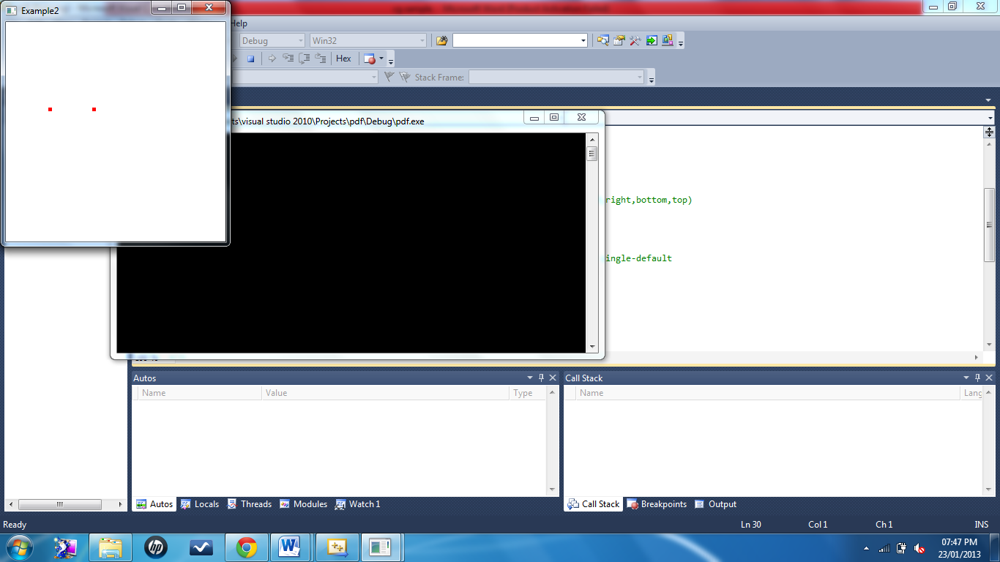 Example2
Help
Debug
Win32
Hex
Stack Frame:
ts\visual studio 2010\Projects\pdf\Debug\pdf.exe
right,bottom,top)
ingle-default
Autos
Name Value Type
Call Stack
Name Lang
Autos Locals Threads Modules Watch 1
Call Stack Breakpoints Output
Ready Ln 30 Col 1 Ch 1 INS
07:47 PM
23/01/2013